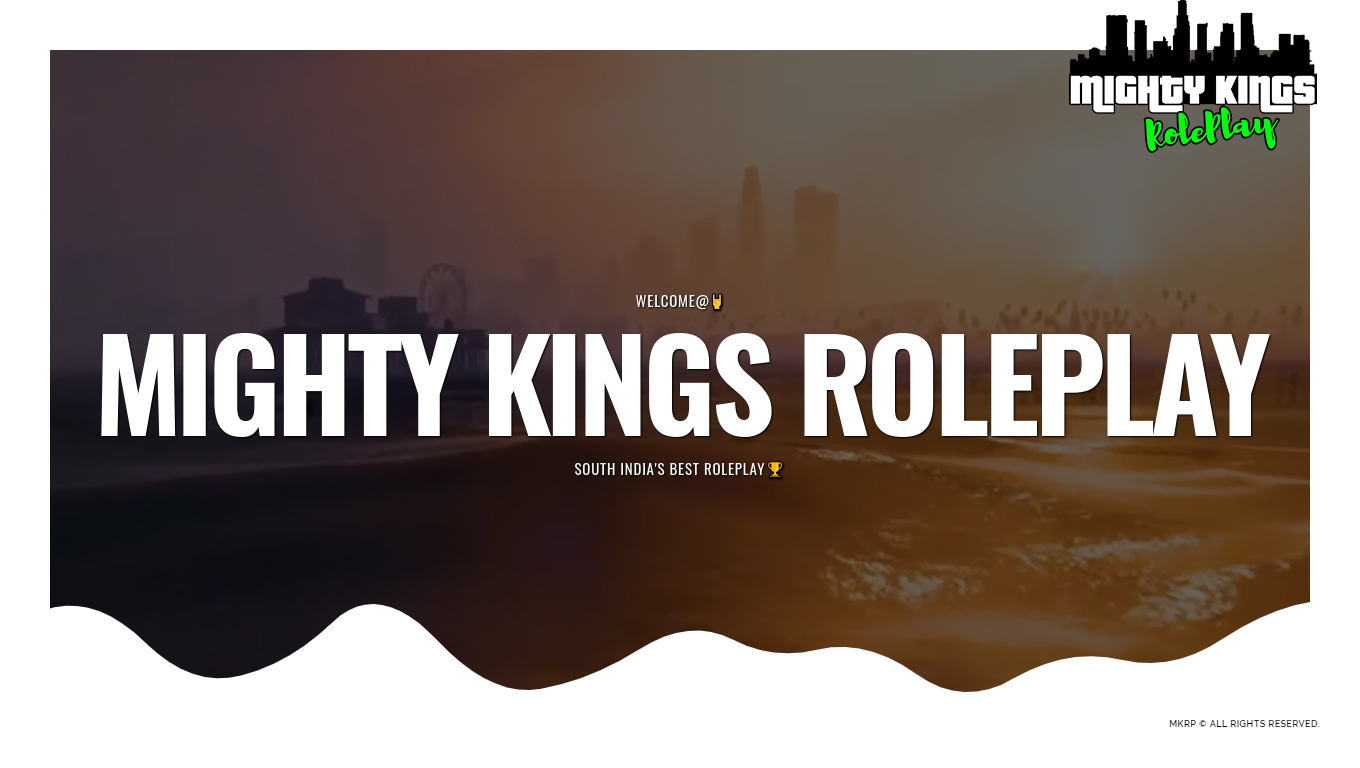 MIGHTY KINGS
RolePlay
WELCOME@🤘
MIGHTY KINGS ROLEPLAY
SOUTH INDIA'S BEST ROLEPLAY🏆
MKRP © ALL RIGHTS RESERVED.